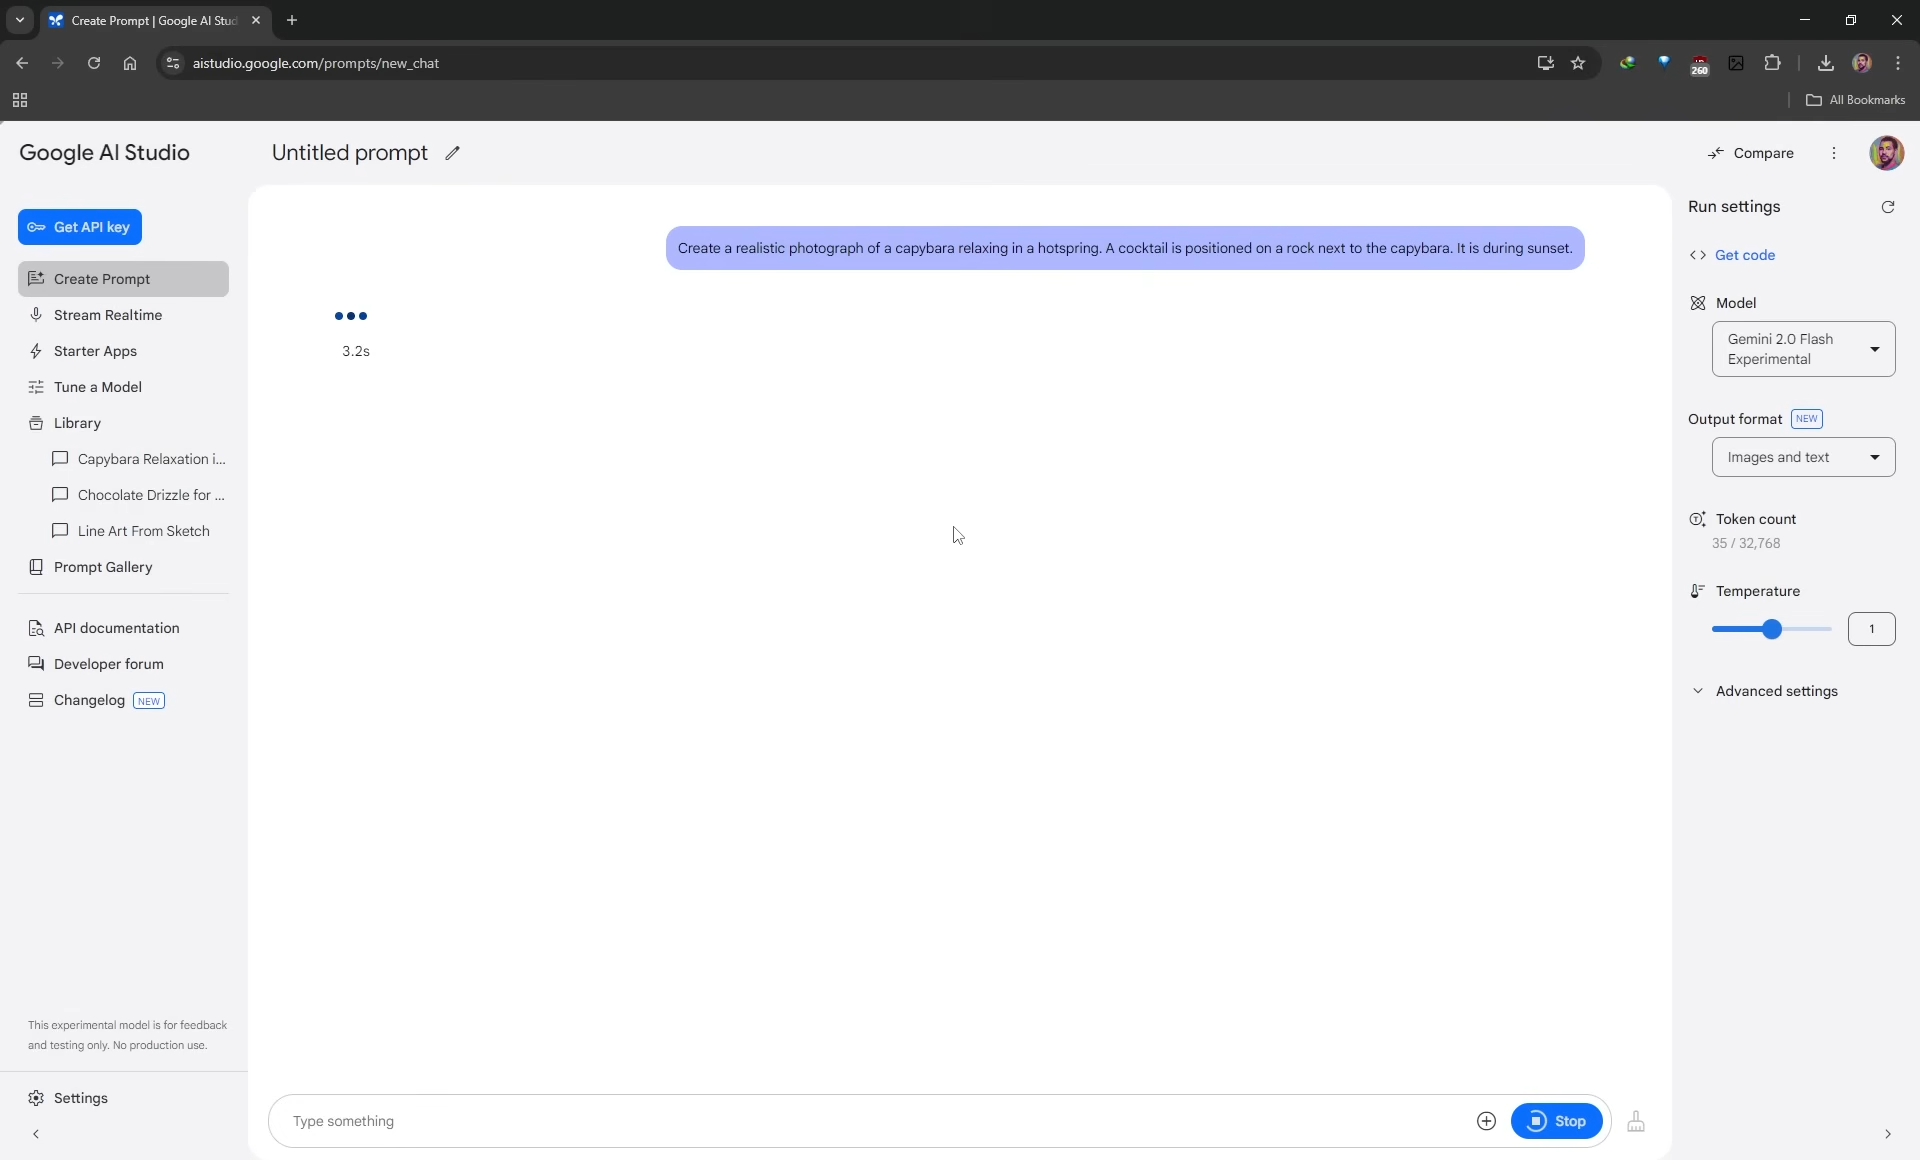 Create Prompt | Google AI Stud
aistudio.google.com/prompts/new_chat
260
All Bookmarks
Google AI Studio
Untitled prompt
Compare
Get API key
Create Prompt
Stream Realtime
Starter Apps
Tune a Model
Library
Capybara Relaxation i...
Chocolate Drizzle for ...
Line Art From Sketch
Prompt Gallery
API documentation
Developer forum
Changelog NEW
This experimental model is for feedback
and testing only. No production use.
Settings
Create a realistic photograph of a capybara relaxing in a hotspring. A cocktail is positioned on a rock next to the capybara. It is during sunset.
3.2s
Type something
Stop
Run settings
Get code
Model
Gemini 2.0 Flash
Experimental
Output format NEW
Images and text
Token count
35 / 32,768
Temperature
1
Advanced settings